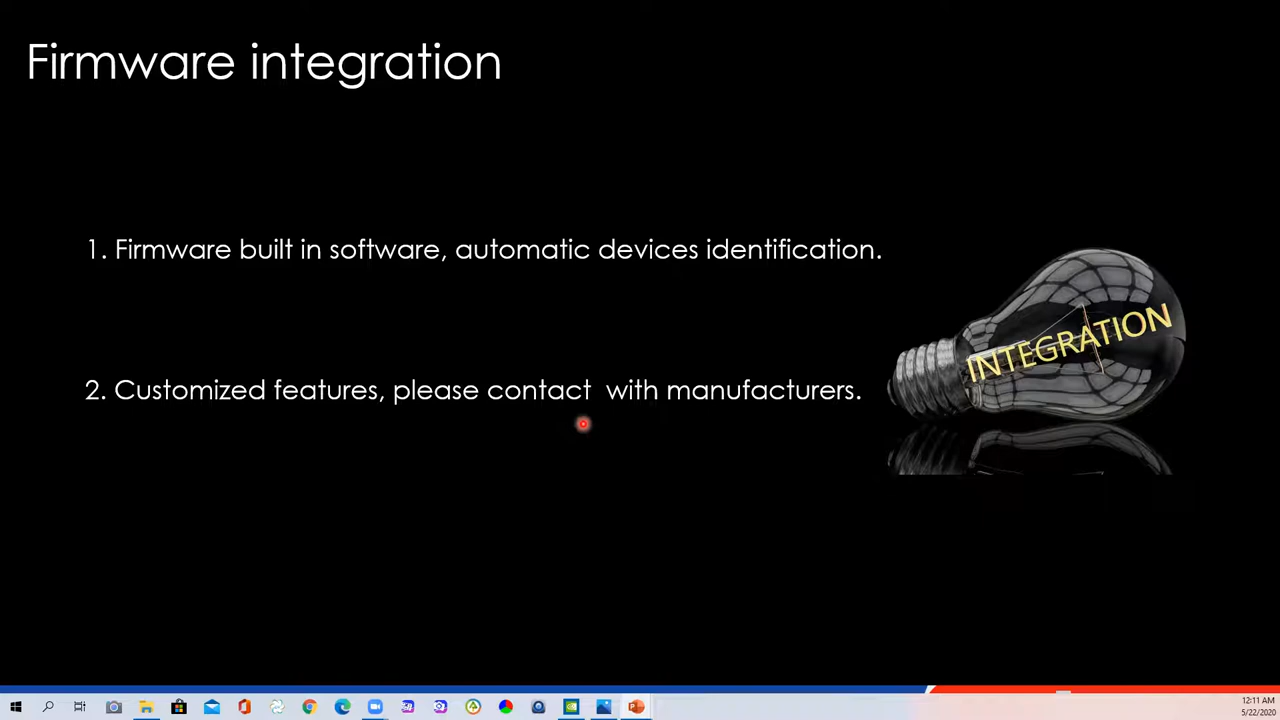 Firmware integration
1. Firmware built in software, automatic devices identification.
2. Customized features, please contact  with manufacturers.
INTEGRATION
12:11 AM
5/22/2020